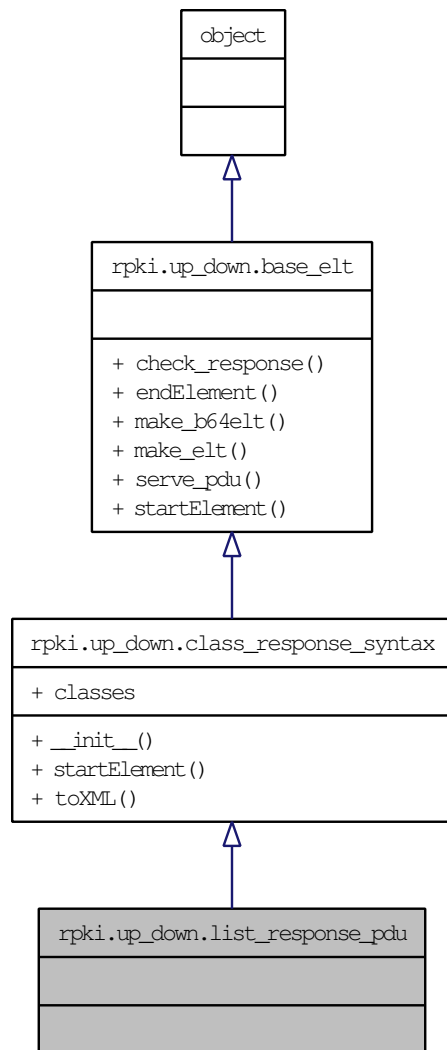 object
rpki.up_down.base_elt
+ check_response()
+ endElement()
+ make_b64elt()
+ make_elt()
+ serve_pdu()
+ startElement()
rpki.up_down.class_response_syntax
+ classes
+ __init__()
+ startElement()
+ toXML()
rpki.up_down.list_response_pdu